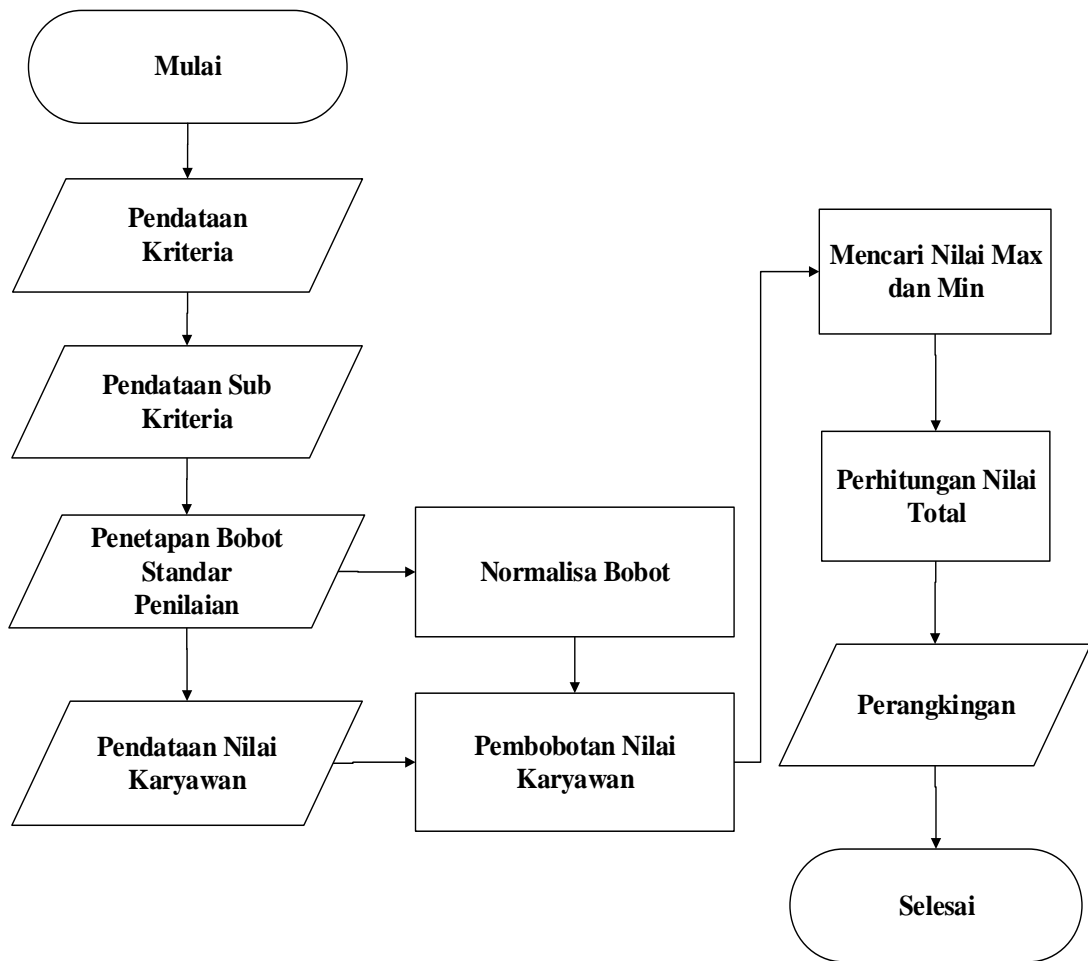 Mulai
Pendataan
Kriteria
Pendataan Sub
Kriteria
Penetapan Bobot
Standar
Penilaian
Normalisa Bobot
Pendataan Nilai
Karyawan
Pembobotan Nilai
Karyawan
Mencari Nilai Max
dan Min
Perhitungan Nilai
Total
Perangkingan
Selesai